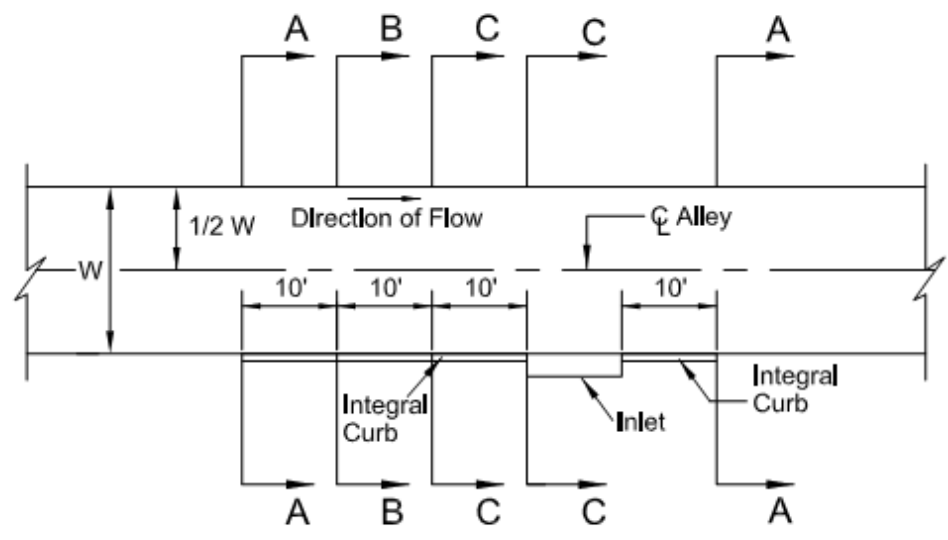 A B C C A
1/2 W
Direction of Flow
℄ Alley
W
10' 10' 10' 10'
Integral
Curb
Inlet
Integral
Curb
A B C C A